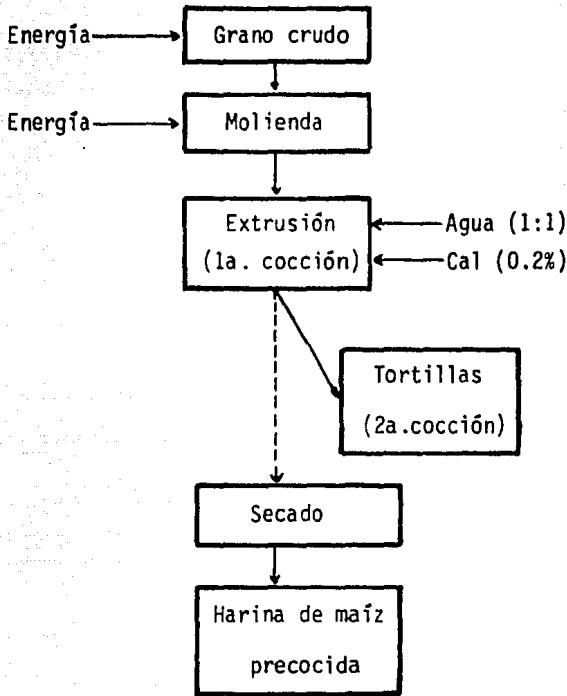 Energía
Grano crudo
Energía
Molienda
Extrusión
(1a. cocción)
Agua (1:1)
Cal (0.2%)
Tortillas
(2a.cocción)
Secado
Harina de maíz
precocida